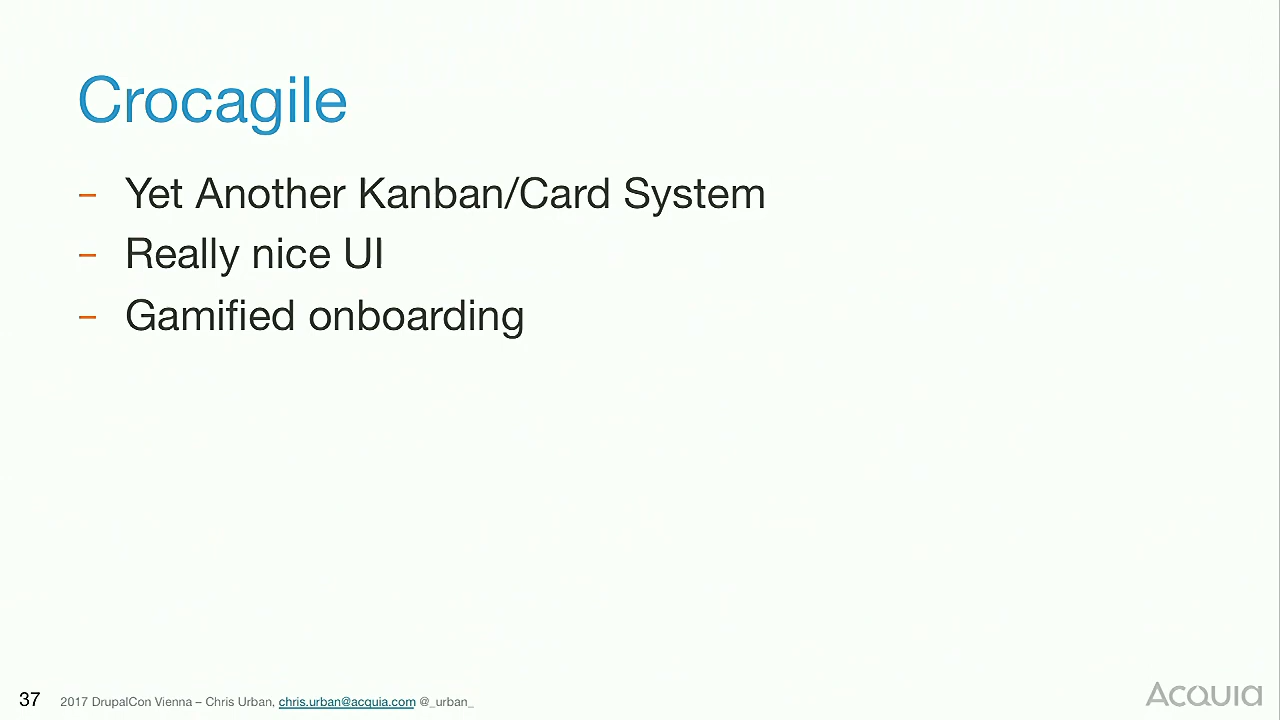 Crocagile
– Yet Another Kanban/Card System
– Really nice UI
– Gamified onboarding
37 2017 DrupalCon Vienna – Chris Urban, chris.urban@acquia.com @_urban_
Acquia